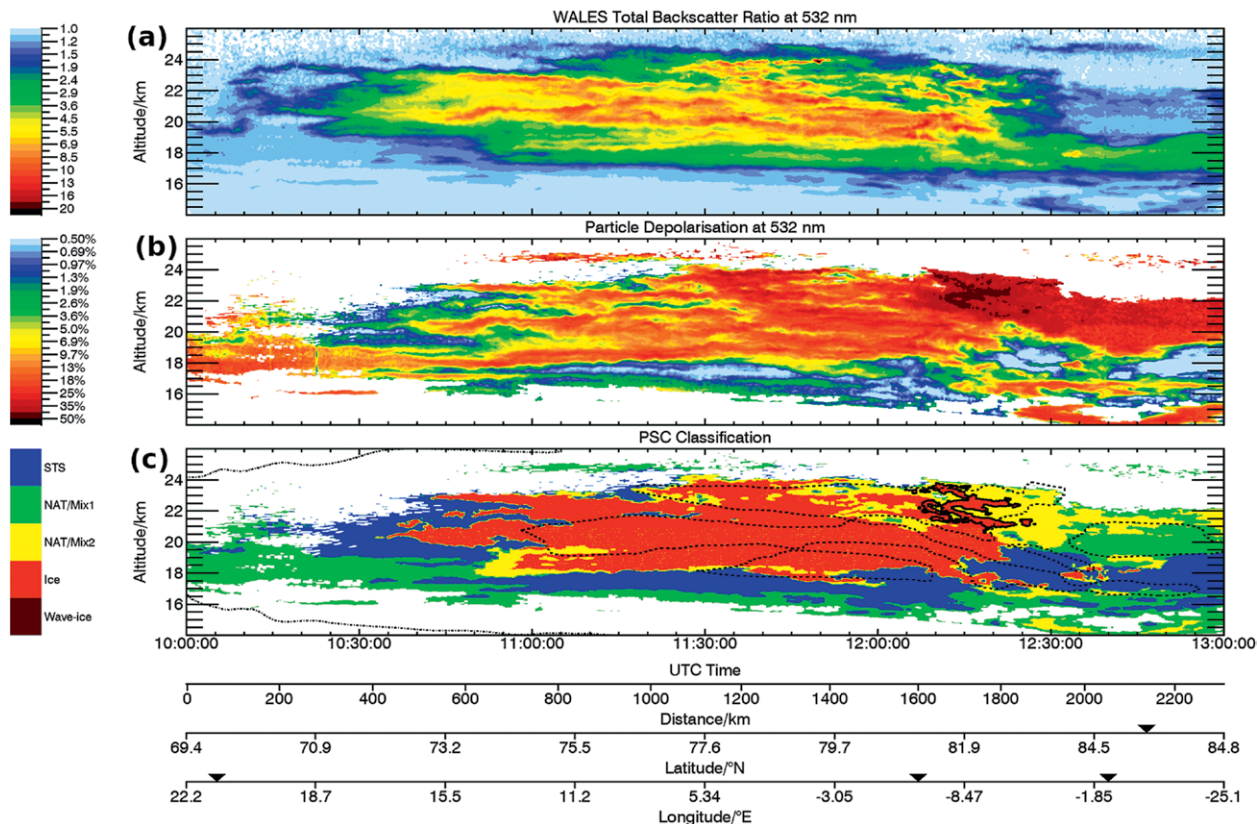 WALES Total Backscatter Ratio at 532 nm
(a)
1.0
1.2
1.5
1.9
2.4
2.9
3.6
4.5
5.5
6.9
8.5
10
13
16
20
24
22
20
18
16
Altitude/km
Particle Depolarisation at 532 nm
(b)
0.50%
0.69%
0.97%
1.3%
1.9%
2.6%
3.6%
5.0%
6.9%
9.7%
13%
18%
25%
35%
50%
24
22
20
18
16
Altitude/km
PSC Classification
(c)
STS
NAT/Mix1
NAT/Mix2
Ice
Wave-ice
24
22
20
18
16
Altitude/km
10:00:00 10:30:00 11:00:00 11:30:00 12:00:00 12:30:00 13:00:00
UTC Time
0 200 400 600 800 1000 1200 1400 1600 1800 2000 2200
Distance/km
69.4 70.9 73.2 75.5 77.6 79.7 81.9 84.5 84.8
Latitude/°N
22.2 18.7 15.5 11.2 5.34 -3.05 -8.47 -1.85 -25.1
Longitude/°E